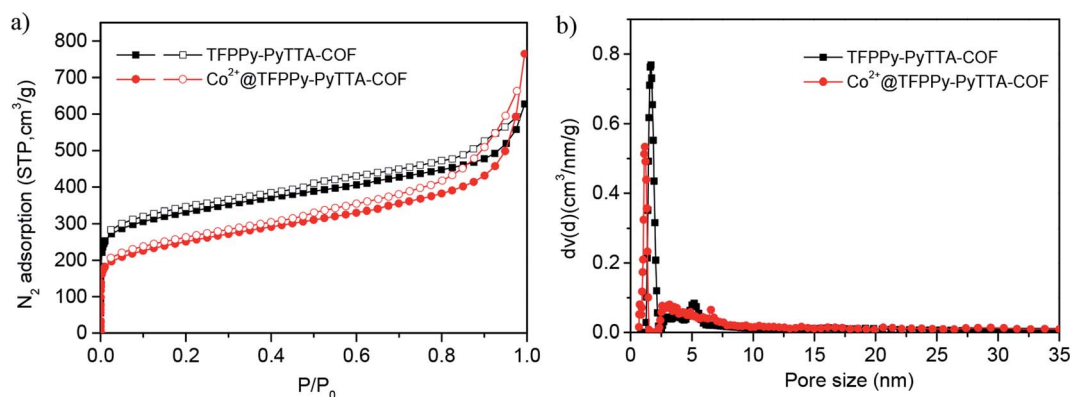 a)
N₂ adsorption (STP,cm³/g)
800
700
600
500
400
300
200
100
0
TFPPy-PyTTA-COF
Co²⁺@TFPPy-PyTTA-COF
0.0 0.2 0.4 0.6 0.8 1.0
P/P₀
b)
dv(d)(cm³/nm/g)
0.8
0.6
0.4
0.2
0.0
TFPPy-PyTTA-COF
Co²⁺@TFPPy-PyTTA-COF
0 5 10 15 20 25 30 35
Pore size (nm)